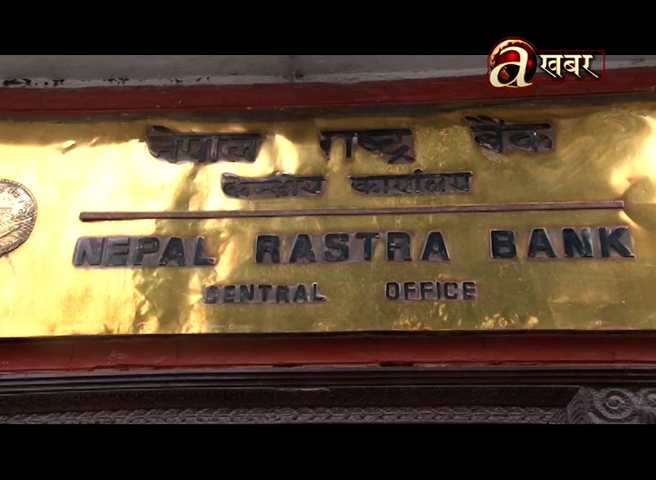 a खबर
नेपाल राष्ट्र बैंक
केन्द्रीय कार्यालय
NEPAL RASTRA BANK
CENTRAL OFFICE